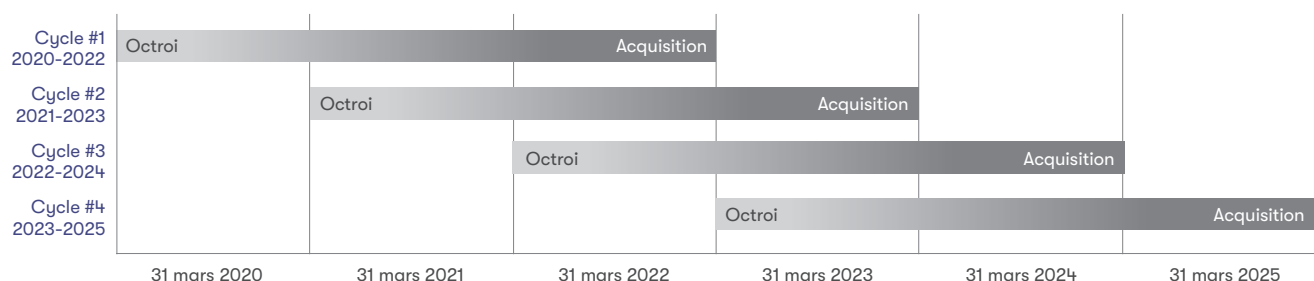 Cycle #1
2020-2022
Octroi
Acquisition
Cycle #2
2021-2023
Octroi
Acquisition
Cycle #3
2022-2024
Octroi
Acquisition
Cycle #4
2023-2025
Octroi
Acquisition
31 mars 2020
31 mars 2021
31 mars 2022
31 mars 2023
31 mars 2024
31 mars 2025